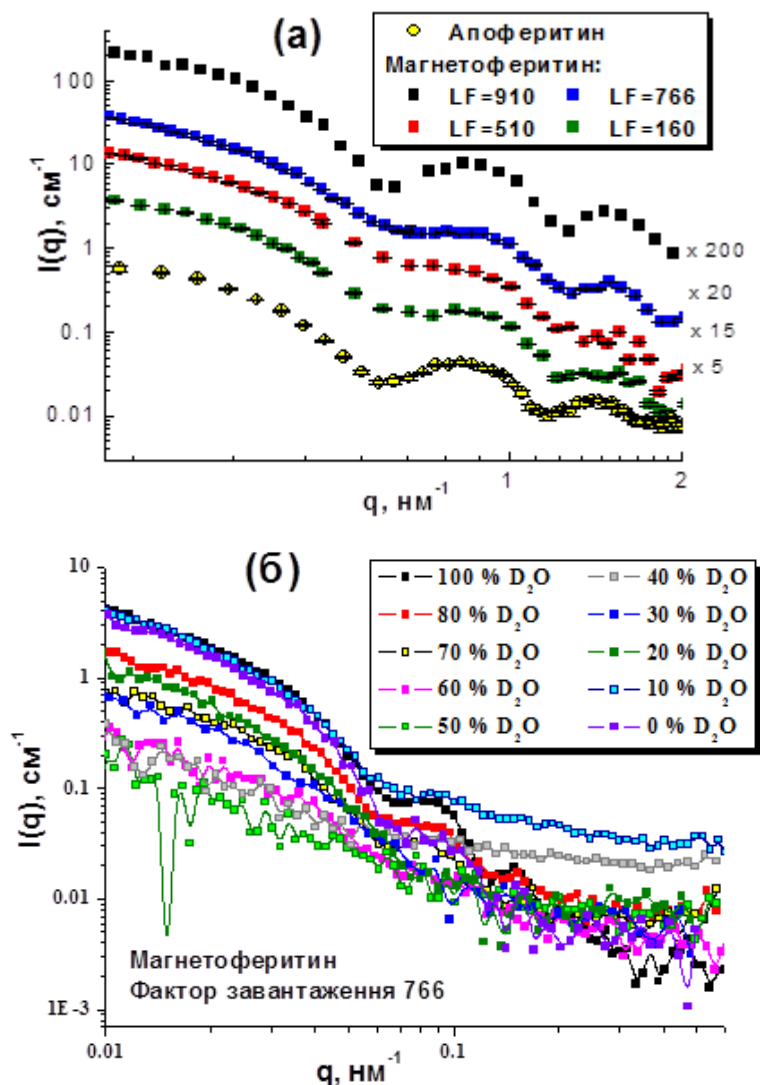 (а)
Апоферитин
Магнетоферитин:
LF=910 LF=766
LF=510 LF=160
100
10
1
0.1
0.01
I(q), см-1
x 200
x 20
x 15
x 5
1 2
q, нм-1
(б)
100 % D2O 40 % D2O
80 % D2O 30 % D2O
70 % D2O 20 % D2O
60 % D2O 10 % D2O
50 % D2O 0 % D2O
10
1
0.1
0.01
1E-3
I(q), см-1
Магнетоферитин
Фактор завантаження 766
0.01 0.1
q, нм-1